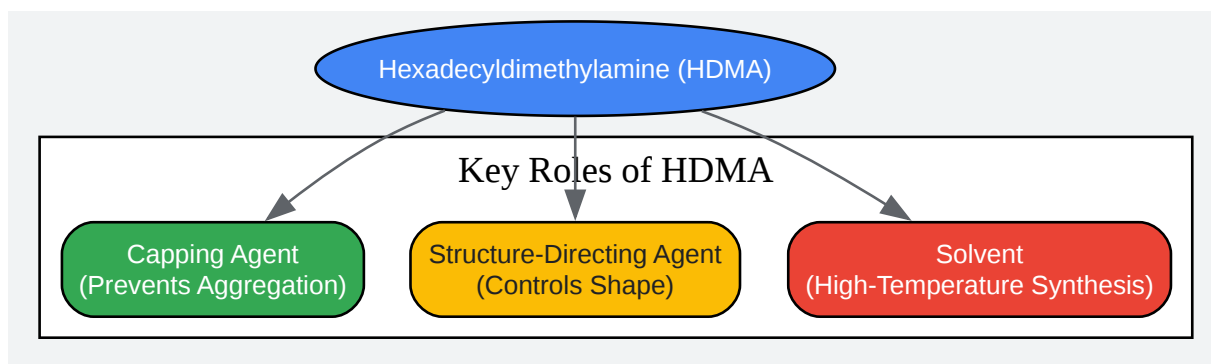 Hexadecyldimethylamine (HDMA)
Key Roles of HDMA
Capping Agent
(Prevents Aggregation)
Structure-Directing Agent
(Controls Shape)
Solvent
(High-Temperature Synthesis)